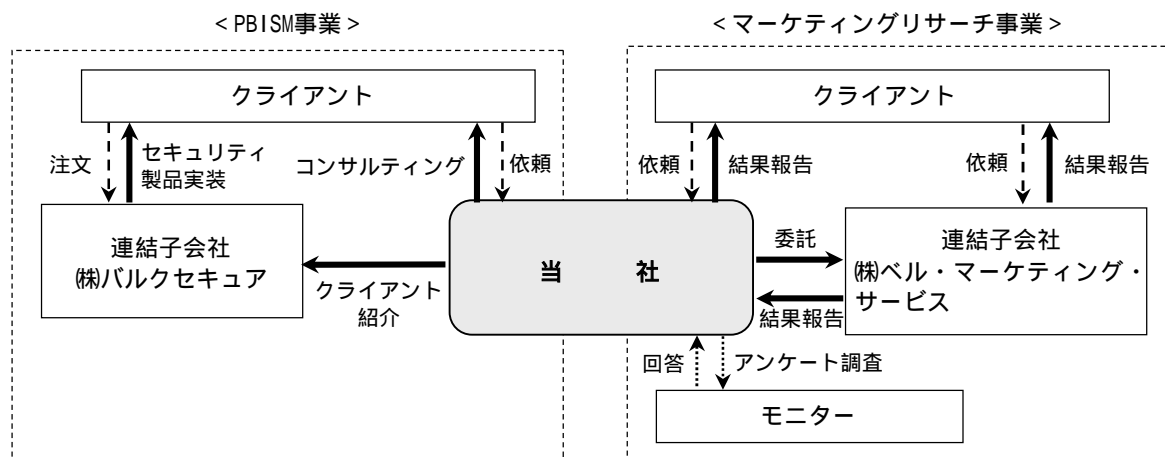 ＜PBISM事業＞
＜マーケティングリサーチ事業＞
クライアント
クライアント
注文
セキュリティ
製品実装
コンサルティング
依頼
依頼
結果報告
依頼
結果報告
連結子会社
㈱バルクセキュア
クライアント
紹介
当　　社
委託
結果報告
連結子会社
㈱ベル・マーケティング・
サービス
回答
アンケート調査
モニター